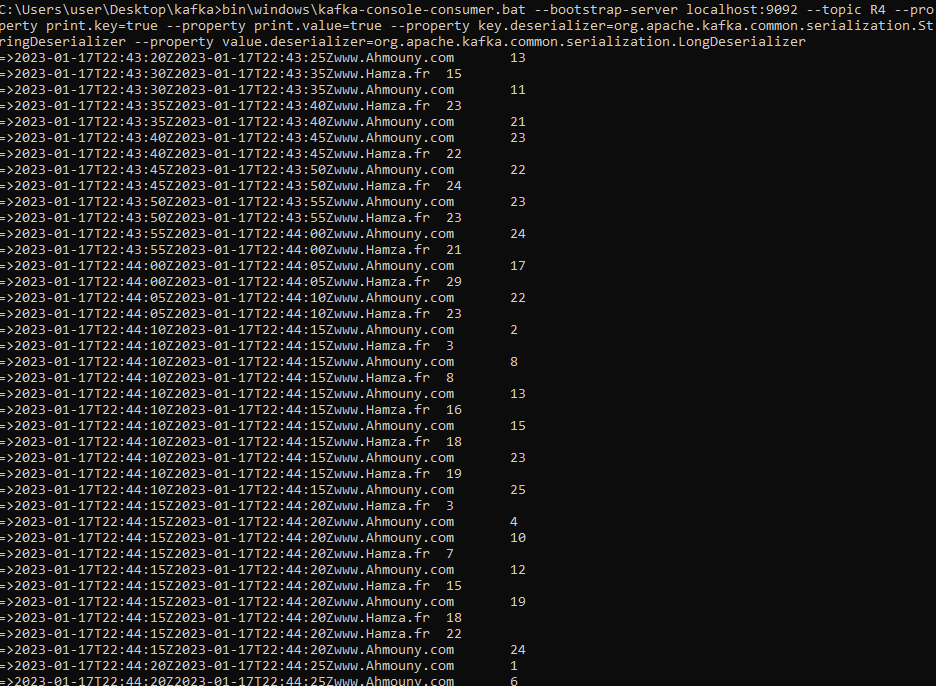 C:\Users\user\Desktop\kafka>bin\windows\kafka-console-consumer.bat --bootstrap-server localhost:9092 --topic R4 --pro
perty print.key=true --property print.value=true --property key.deserializer=org.apache.kafka.common.serialization.St
ringDeserializer --property value.deserializer=org.apache.kafka.common.serialization.LongDeserializer
=>2023-01-17T22:43:20Z2023-01-17T22:43:25Zwww.Ahmouny.com 13
=>2023-01-17T22:43:30Z2023-01-17T22:43:35Zwww.Hamza.fr 15
=>2023-01-17T22:43:30Z2023-01-17T22:43:35Zwww.Ahmouny.com 11
=>2023-01-17T22:43:35Z2023-01-17T22:43:40Zwww.Hamza.fr 23
=>2023-01-17T22:43:35Z2023-01-17T22:43:40Zwww.Ahmouny.com 21
=>2023-01-17T22:43:40Z2023-01-17T22:43:45Zwww.Ahmouny.com 23
=>2023-01-17T22:43:40Z2023-01-17T22:43:45Zwww.Hamza.fr 22
=>2023-01-17T22:43:45Z2023-01-17T22:43:50Zwww.Ahmouny.com 22
=>2023-01-17T22:43:45Z2023-01-17T22:43:50Zwww.Hamza.fr 24
=>2023-01-17T22:43:50Z2023-01-17T22:43:55Zwww.Ahmouny.com 23
=>2023-01-17T22:43:50Z2023-01-17T22:43:55Zwww.Hamza.fr 23
=>2023-01-17T22:43:55Z2023-01-17T22:44:00Zwww.Ahmouny.com 24
=>2023-01-17T22:43:55Z2023-01-17T22:44:00Zwww.Hamza.fr 21
=>2023-01-17T22:44:00Z2023-01-17T22:44:05Zwww.Ahmouny.com 17
=>2023-01-17T22:44:00Z2023-01-17T22:44:05Zwww.Hamza.fr 29
=>2023-01-17T22:44:05Z2023-01-17T22:44:10Zwww.Ahmouny.com 22
=>2023-01-17T22:44:05Z2023-01-17T22:44:10Zwww.Hamza.fr 23
=>2023-01-17T22:44:10Z2023-01-17T22:44:15Zwww.Ahmouny.com 2
=>2023-01-17T22:44:10Z2023-01-17T22:44:15Zwww.Hamza.fr 3
=>2023-01-17T22:44:10Z2023-01-17T22:44:15Zwww.Ahmouny.com 8
=>2023-01-17T22:44:10Z2023-01-17T22:44:15Zwww.Hamza.fr 8
=>2023-01-17T22:44:10Z2023-01-17T22:44:15Zwww.Ahmouny.com 13
=>2023-01-17T22:44:10Z2023-01-17T22:44:15Zwww.Hamza.fr 16
=>2023-01-17T22:44:10Z2023-01-17T22:44:15Zwww.Ahmouny.com 15
=>2023-01-17T22:44:10Z2023-01-17T22:44:15Zwww.Hamza.fr 18
=>2023-01-17T22:44:10Z2023-01-17T22:44:15Zwww.Ahmouny.com 23
=>2023-01-17T22:44:10Z2023-01-17T22:44:15Zwww.Hamza.fr 19
=>2023-01-17T22:44:10Z2023-01-17T22:44:15Zwww.Ahmouny.com 25
=>2023-01-17T22:44:15Z2023-01-17T22:44:20Zwww.Hamza.fr 3
=>2023-01-17T22:44:15Z2023-01-17T22:44:20Zwww.Ahmouny.com 4
=>2023-01-17T22:44:15Z2023-01-17T22:44:20Zwww.Ahmouny.com 10
=>2023-01-17T22:44:15Z2023-01-17T22:44:20Zwww.Hamza.fr 7
=>2023-01-17T22:44:15Z2023-01-17T22:44:20Zwww.Ahmouny.com 12
=>2023-01-17T22:44:15Z2023-01-17T22:44:20Zwww.Hamza.fr 15
=>2023-01-17T22:44:15Z2023-01-17T22:44:20Zwww.Ahmouny.com 19
=>2023-01-17T22:44:15Z2023-01-17T22:44:20Zwww.Hamza.fr 18
=>2023-01-17T22:44:15Z2023-01-17T22:44:20Zwww.Hamza.fr 22
=>2023-01-17T22:44:15Z2023-01-17T22:44:20Zwww.Ahmouny.com 24
=>2023-01-17T22:44:20Z2023-01-17T22:44:25Zwww.Ahmouny.com 1
=>2023-01-17T22:44:20Z2023-01-17T22:44:25Zwww.Ahmouny.com 6